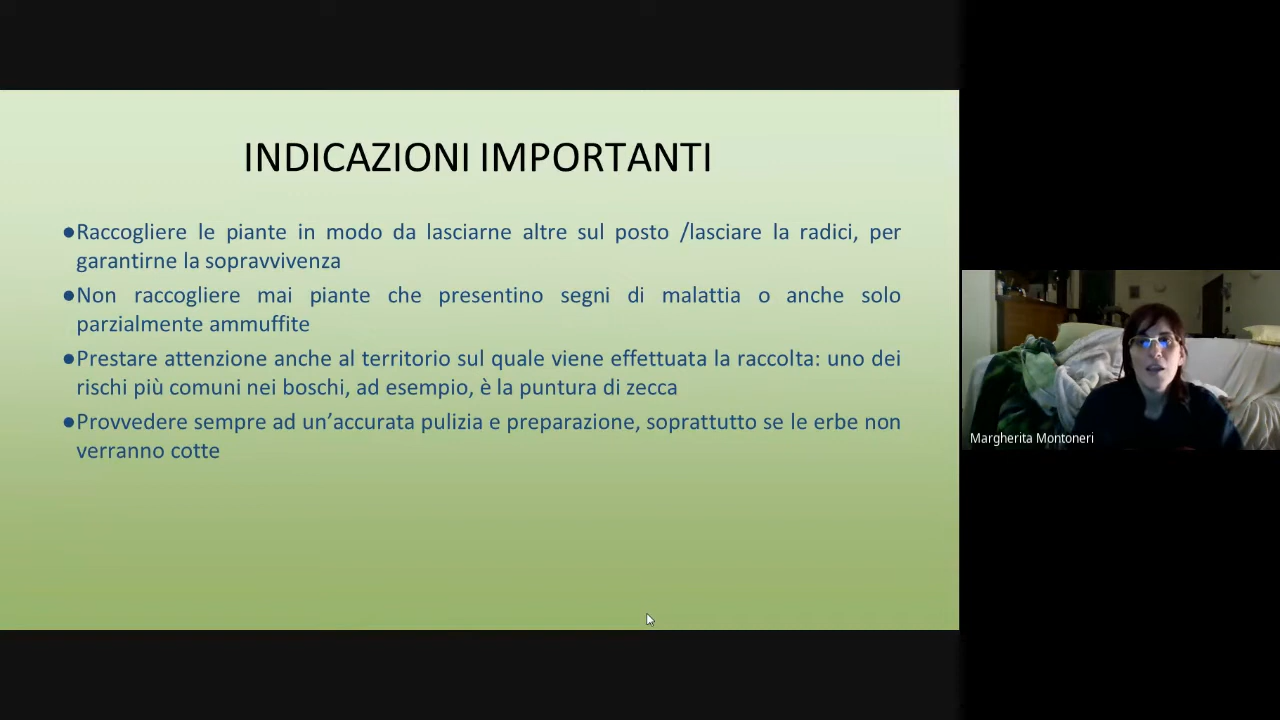 INDICAZIONI IMPORTANTI
●Raccogliere le piante in modo da lasciarne altre sul posto /lasciare la radici, per
garantirne la sopravvivenza
●Non raccogliere mai piante che presentino segni di malattia o anche solo
parzialmente ammuffite
●Prestare attenzione anche al territorio sul quale viene effettuata la raccolta: uno dei
rischi più comuni nei boschi, ad esempio, è la puntura di zecca
●Provvedere sempre ad un’accurata pulizia e preparazione, soprattutto se le erbe non
verranno cotte
Margherita Montoneri